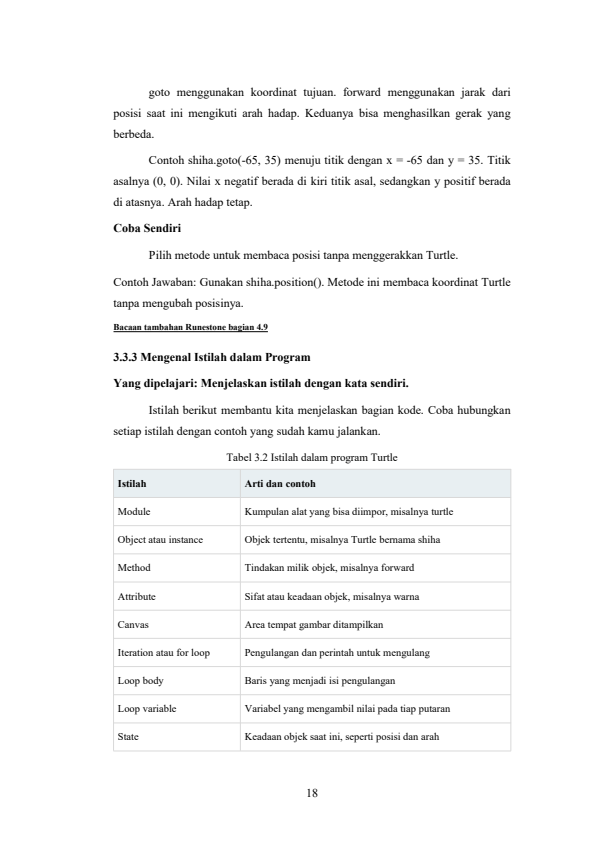 goto menggunakan koordinat tujuan. forward menggunakan jarak dari
posisi saat ini mengikuti arah hadap. Keduanya bisa menghasilkan gerak yang
berbeda.
Contoh shiha.goto(-65, 35) menuju titik dengan x = -65 dan y = 35. Titik
asalnya (0, 0). Nilai x negatif berada di kiri titik asal, sedangkan y positif berada
di atasnya. Arah hadap tetap.
Coba Sendiri
Pilih metode untuk membaca posisi tanpa menggerakkan Turtle.
Contoh Jawaban: Gunakan shiha.position(). Metode ini membaca koordinat Turtle
tanpa mengubah posisinya.
Bacaan tambahan Runestone bagian 4.9
3.3.3 Mengenal Istilah dalam Program
Yang dipelajari: Menjelaskan istilah dengan kata sendiri.
Istilah berikut membantu kita menjelaskan bagian kode. Coba hubungkan
setiap istilah dengan contoh yang sudah kamu jalankan.
Tabel 3.2 Istilah dalam program Turtle
Istilah Arti dan contoh
Module Kumpulan alat yang bisa diimpor, misalnya turtle
Object atau instance Objek tertentu, misalnya Turtle bernama shiha
Method Tindakan milik objek, misalnya forward
Attribute Sifat atau keadaan objek, misalnya warna
Canvas Area tempat gambar ditampilkan
Iteration atau for loop Pengulangan dan perintah untuk mengulang
Loop body Baris yang menjadi isi pengulangan
Loop variable Variabel yang mengambil nilai pada tiap putaran
State Keadaan objek saat ini, seperti posisi dan arah
18